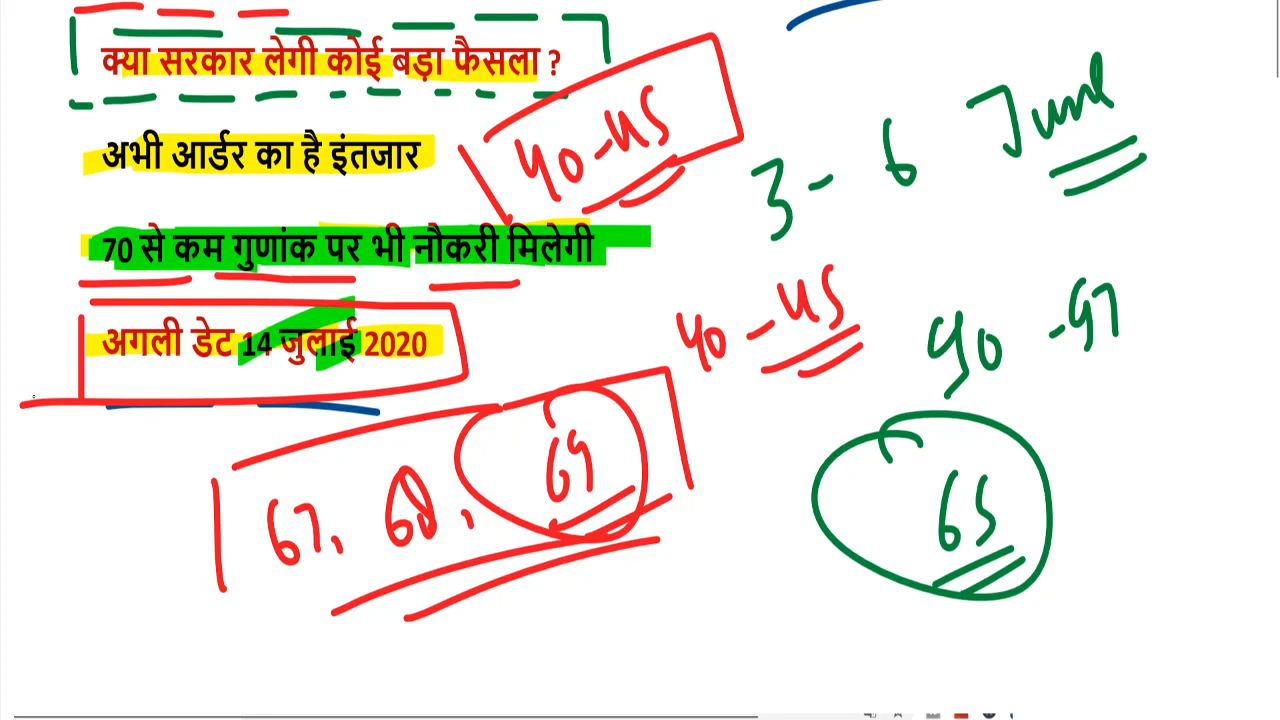 क्या सरकार लेगी कोई बड़ा फैसला ?
अभी आर्डर का है इंतजार
40-45
3-6 June
70 से कम गुणांक पर भी नौकरी मिलेगी
अगली डेट 14 जुलाई 2020
40-45
90-97
67, 68, 69
65